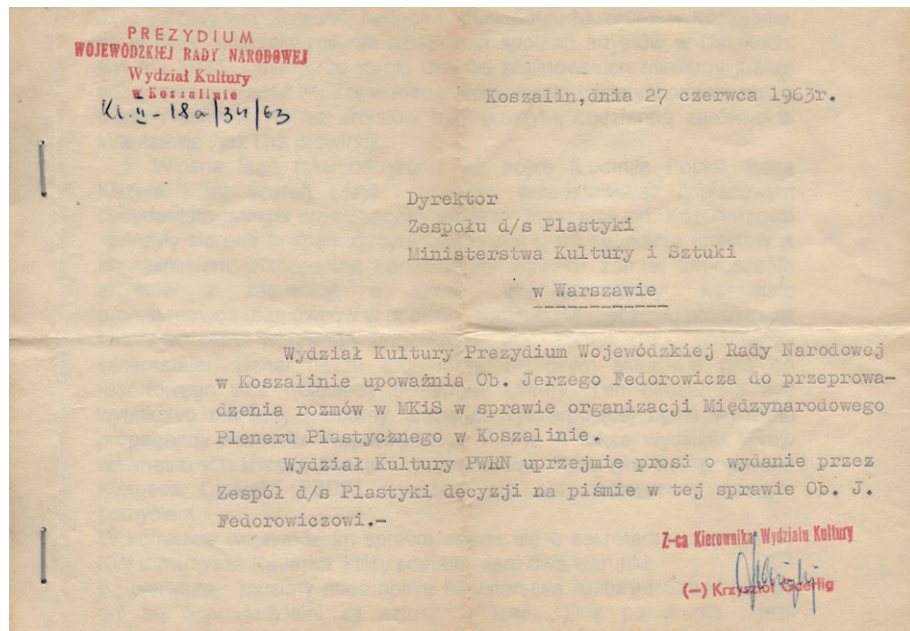 PREZYDIUM
WOJEWÓDZKIEJ RADY NARODOWEJ
Wydział Kultury
w Koszalinie
Kl. II - 18a/34/63
Koszalin,dnia 27 czerwca 1963r.
Dyrektor
Zespołu d/s Plastyki
Ministerstwa Kultury i Sztuki
w Warszawie
Wydział Kultury Prezydium Wojewódzkiej Rady Narodowej
w Koszalinie upoważnia Ob. Jerzego Fedorowicza do przeprowa-
dzenia rozmów w MKiS w sprawie organizacji Międzynarodowego
Pleneru Plastycznego w Koszalinie.
Wydział Kultury PWRN uprzejmie prosi o wydanie przez
Zespół d/s Plastyki decyzji na piśmie w tej sprawie Ob. J.
Fedorowiczowi.-
Z-ca Kierownika Wydziału Kultury
(-) Krzysztof